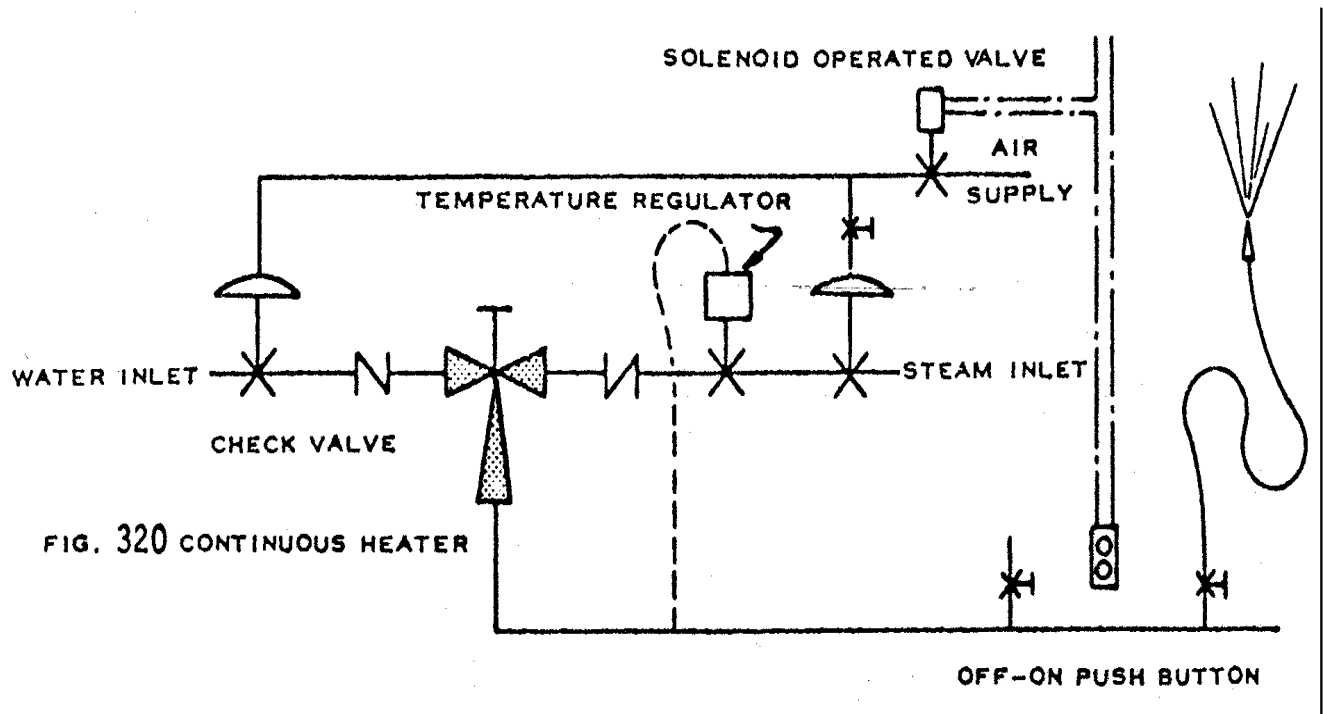 SOLENOID OPERATED VALVE
AIR
SUPPLY
TEMPERATURE REGULATOR
WATER INLET
STEAM INLET
CHECK VALVE
FIG. 320 CONTINUOUS HEATER
OFF-ON PUSH BUTTON